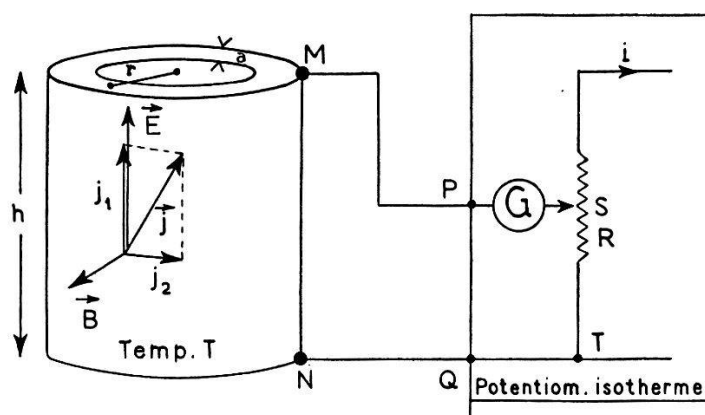 r
a
M
i
E
h
j₁
j
P
G
S
R
j₂
B
Temp. T
N
Q
T
Potentiom. isotherme